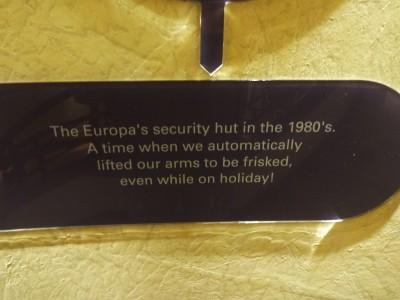 The Europa's security hut in the 1980's.
A time when we automatically
lifted our arms to be frisked,
even while on holiday!